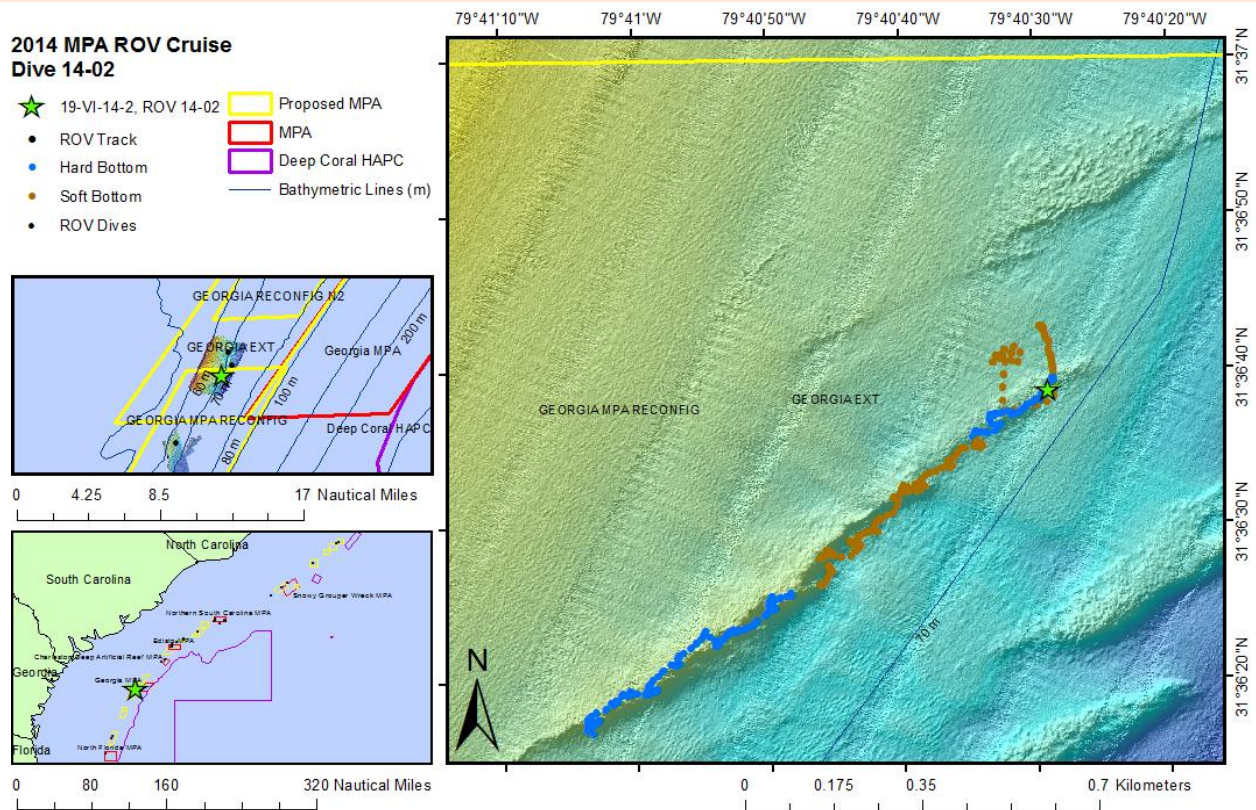 2014 MPA ROV Cruise
Dive 14-02
19-VI-14-2, ROV 14-02
ROV Track
Hard Bottom
Soft Bottom
ROV Dives
Proposed MPA
MPA
Deep Coral HAPC
Bathymetric Lines (m)
GEORGIA RECONFIG N2
GEORGIA EXT
Georgia MPA
200 m
60 m
70 m
100 m
GEORGIA MPA RECONFIG
80 m
Deep Coral HAPC
0 4.25 8.5 17 Nautical Miles
North Carolina
South Carolina
Snowy Grouper Wreck MPA
Northern South Carolina MPA
Edisto MPA
Charleston Deep Artificial Reef MPA
Georgia MPA
Georgia
North Florida MPA
Florida
0 80 160 320 Nautical Miles
79°41'10"W 79°41'W 79°40'50"W 79°40'40"W 79°40'30"W 79°40'20"W
31°37'N
31°36'50"N
31°36'40"N
31°36'30"N
31°36'20"N
GEORGIA MPA RECONFIG
GEORGIA EXT
70 m
N
0 0.175 0.35 0.7 Kilometers